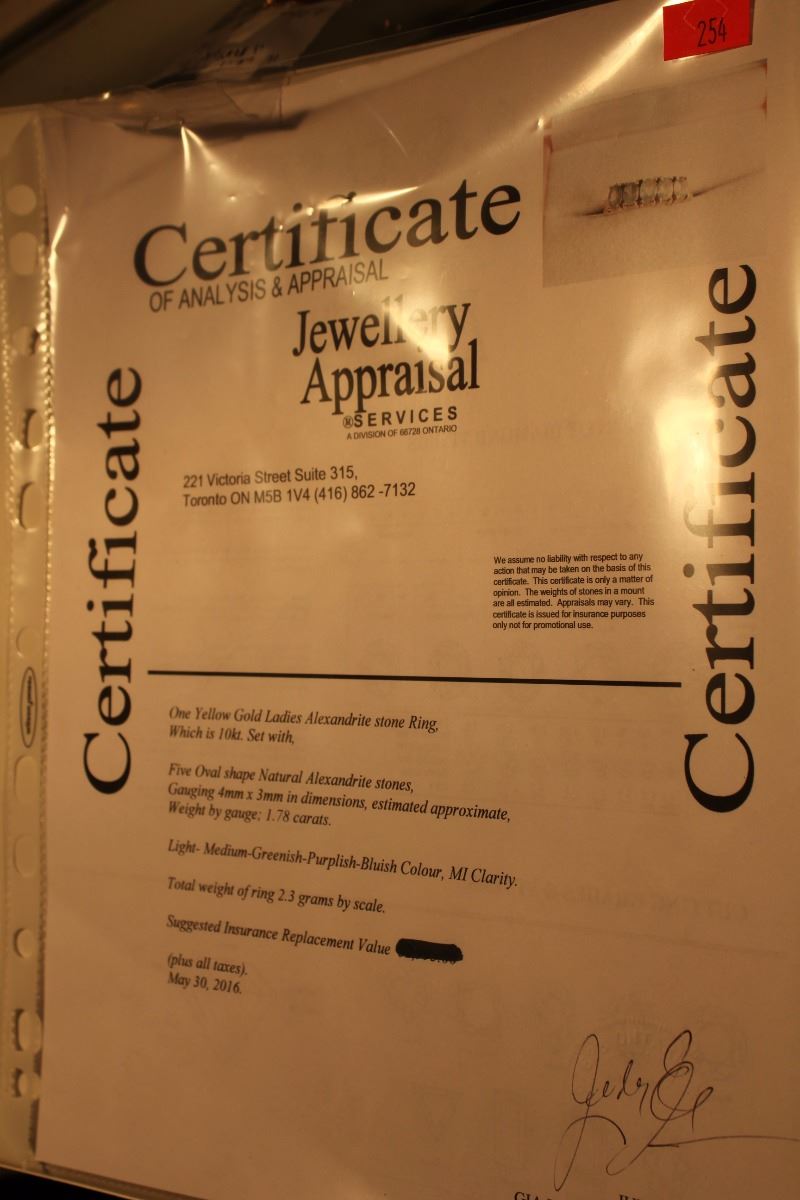 254
Certificate
OF ANALYSIS & APPRAISAL
Jewellery
Appraisal
®SERVICES
A DIVISION OF 66728 ONTARIO
221 Victoria Street Suite 315,
Toronto ON M5B 1V4 (416) 862 -7132
Certificate
Certificate
We assume no liability with respect to any
action that may be taken on the basis of this
certificate. This certificate is only a matter of
opinion. The weights of stones in a mount
are all estimated. Appraisals may vary. This
certificate is issued for insurance purposes
only not for promotional use.
One Yellow Gold Ladies Alexandrite stone Ring,
Which is 10kt. Set with,
Five Oval shape Natural Alexandrite stones,
Gauging 4mm x 3mm in dimensions, estimated approximate,
Weight by gauge; 1.78 carats.
Light- Medium-Greenish-Purplish-Bluish Colour, MI Clarity.
Total weight of ring 2.3 grams by scale.
Suggested Insurance Replacement Value
(plus all taxes).
May 30, 2016.